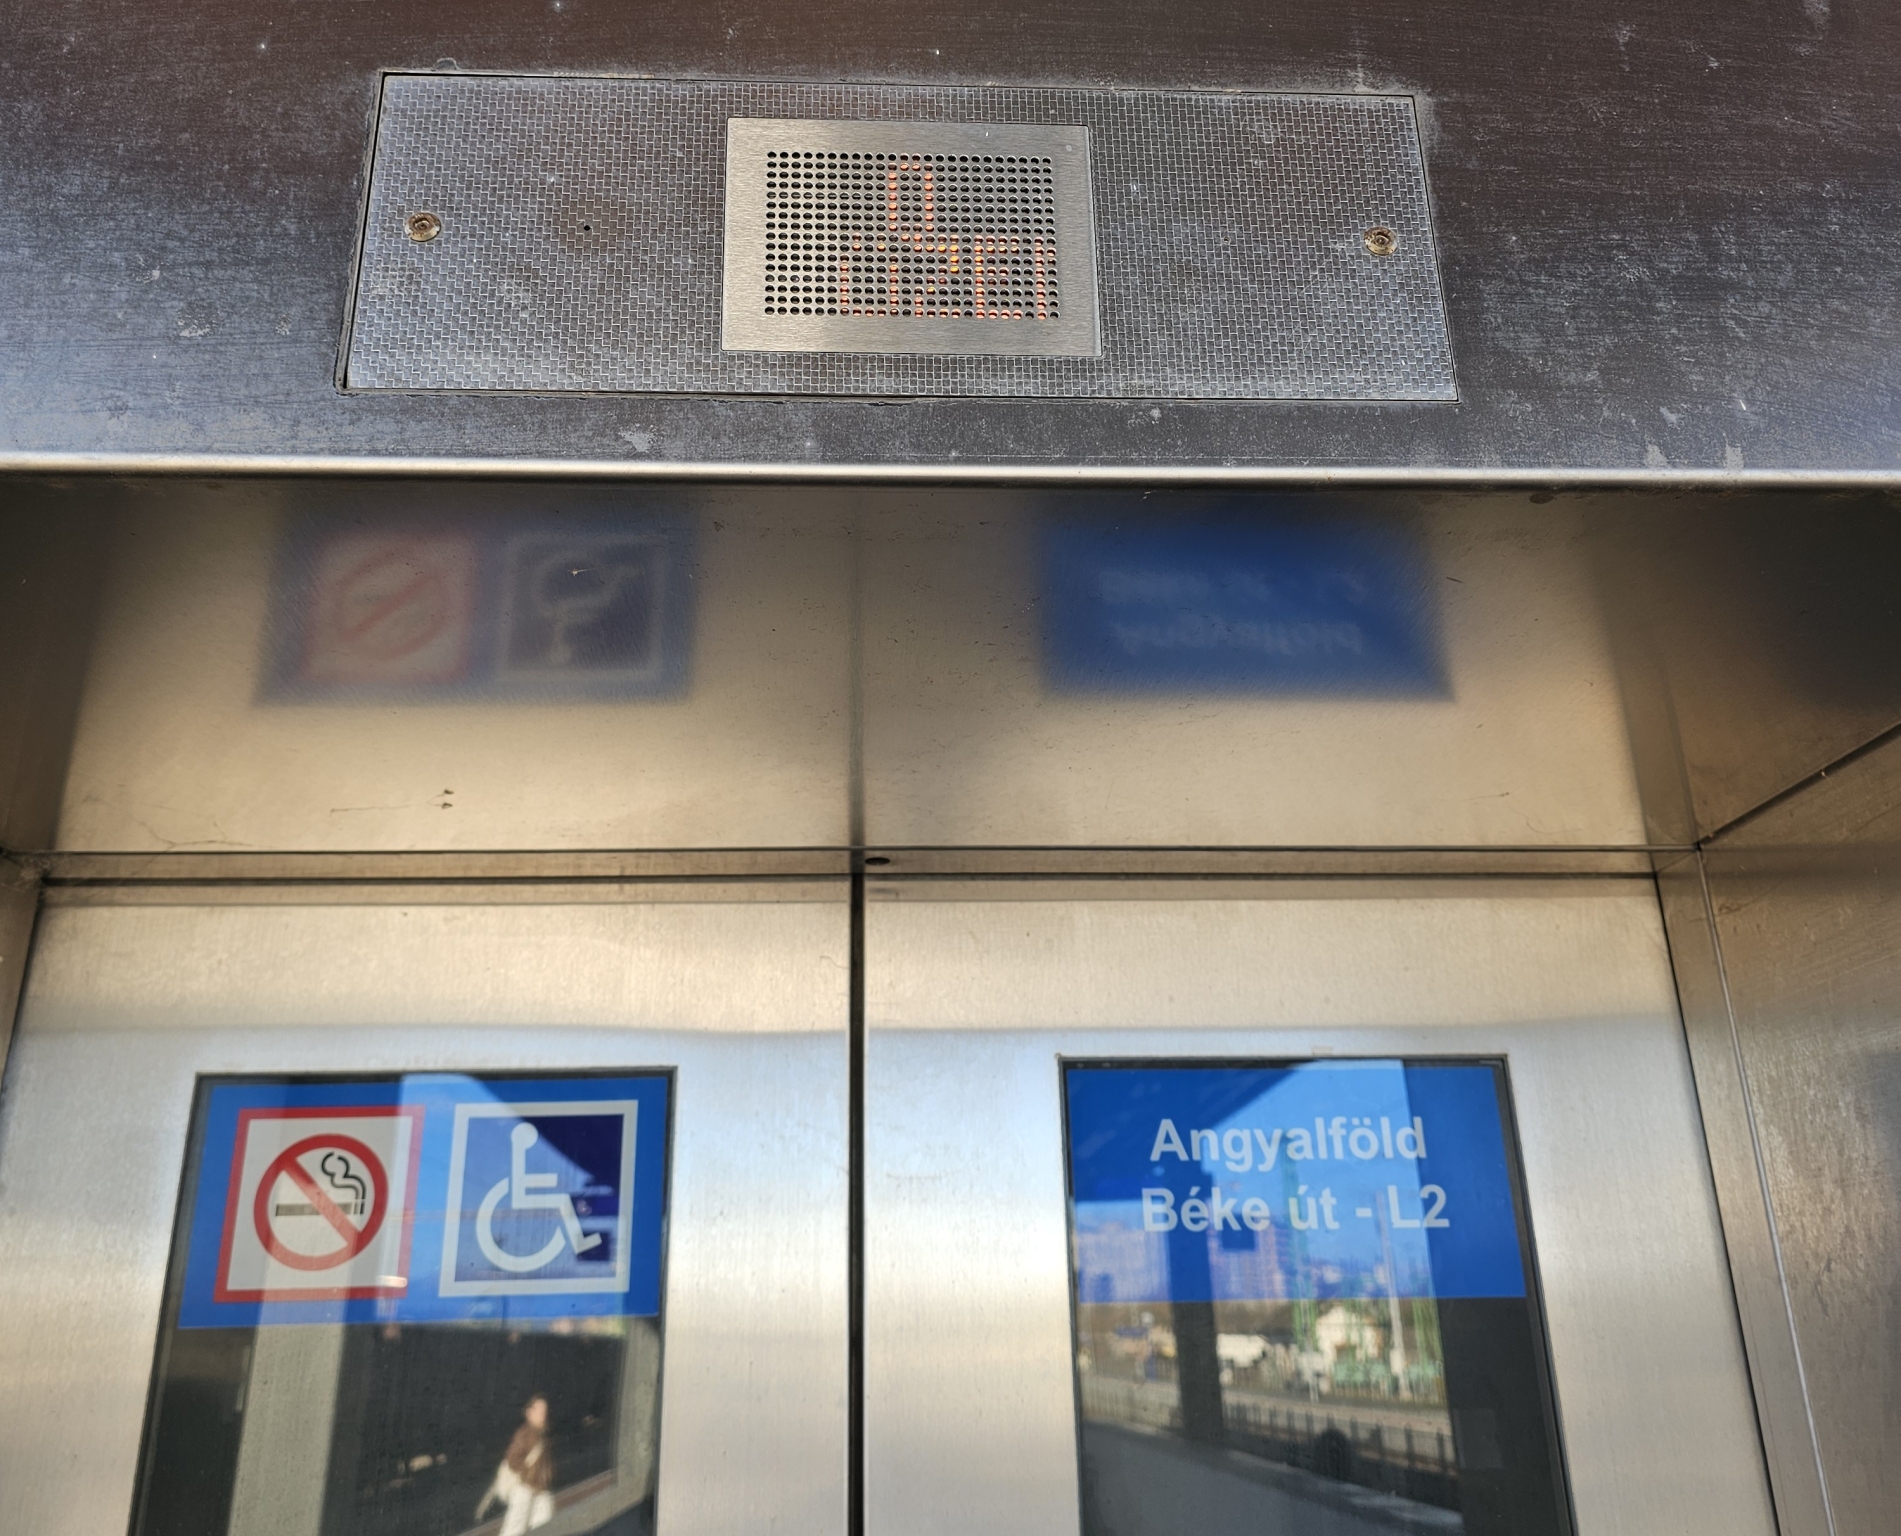 Angyalföld
Béke út - L2